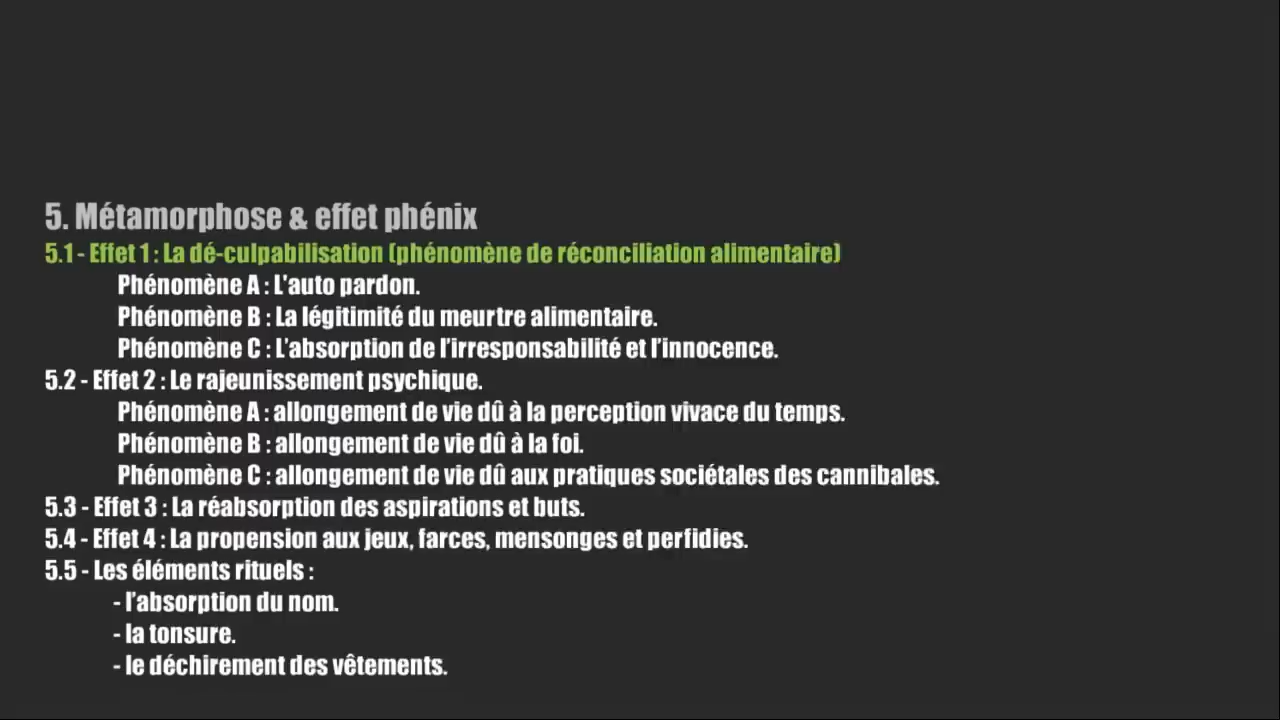 5. Métamorphose & effet phénix
5.1 - Effet 1 : La dé-culpabilisation (phénomène de réconciliation alimentaire)
Phénomène A : L'auto pardon.
Phénomène B : La légitimité du meurtre alimentaire.
Phénomène C : L’absorption de l’irresponsabilité et l’innocence.
5.2 - Effet 2 : Le rajeunissement psychique.
Phénomène A : allongement de vie dû à la perception vivace du temps.
Phénomène B : allongement de vie dû à la foi.
Phénomène C : allongement de vie dû aux pratiques sociétales des cannibales.
5.3 - Effet 3 : La réabsorption des aspirations et buts.
5.4 - Effet 4 : La propension aux jeux, farces, mensonges et perfidies.
5.5 - Les éléments rituels :
- l’absorption du nom.
- la tonsure.
- le déchirement des vêtements.